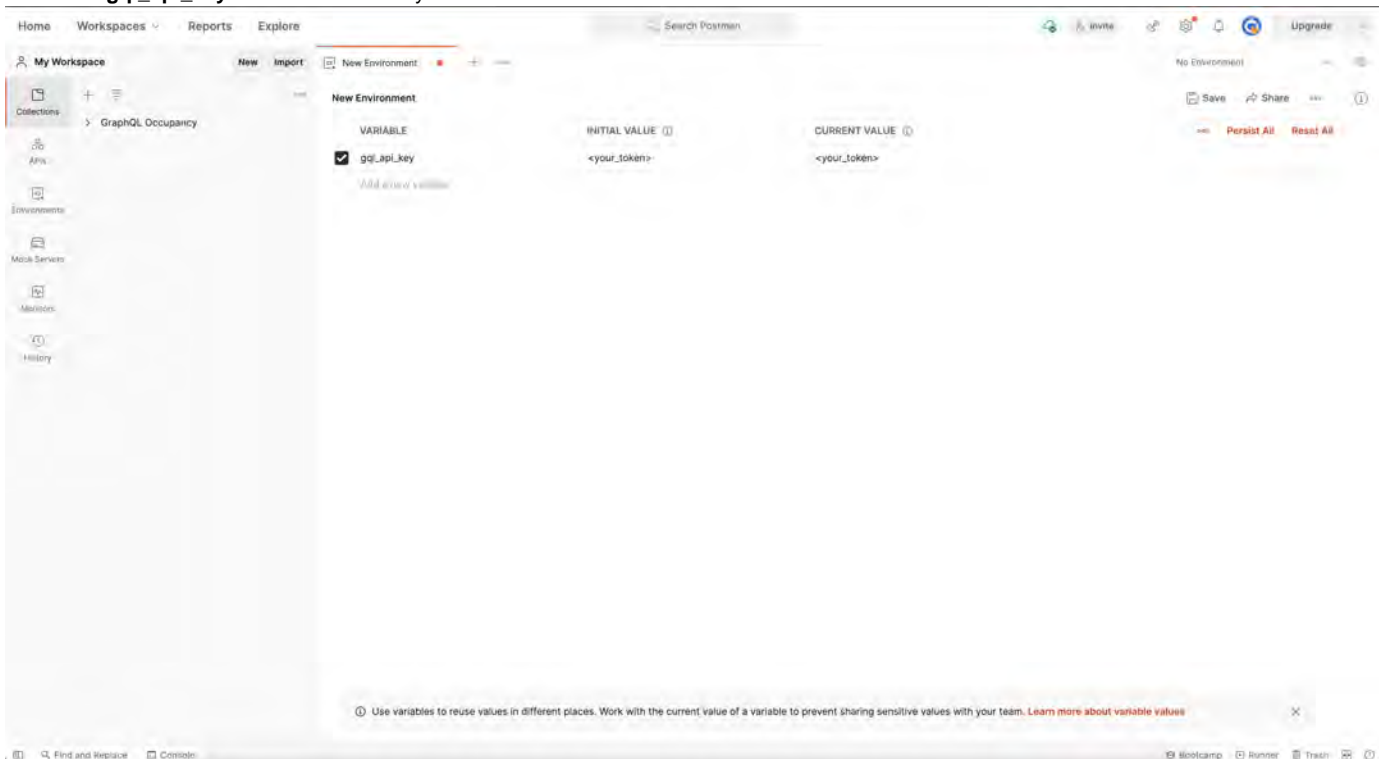 Home Workspaces Reports Explore Search Postman Invite Upgrade
My Workspace New Import New Environment No Environment
Collections
GraphQL Occupancy
APIs
Environments
Mock Servers
Monitors
History
New Environment Save Share
VARIABLE INITIAL VALUE CURRENT VALUE Persist All Reset All
gql_api_key <your_token> <your_token>
Add a new variable
Use variables to reuse values in different places. Work with the current value of a variable to prevent sharing sensitive values with your team. Learn more about variable values
Find and Replace Console Bootcamp Runner Trash